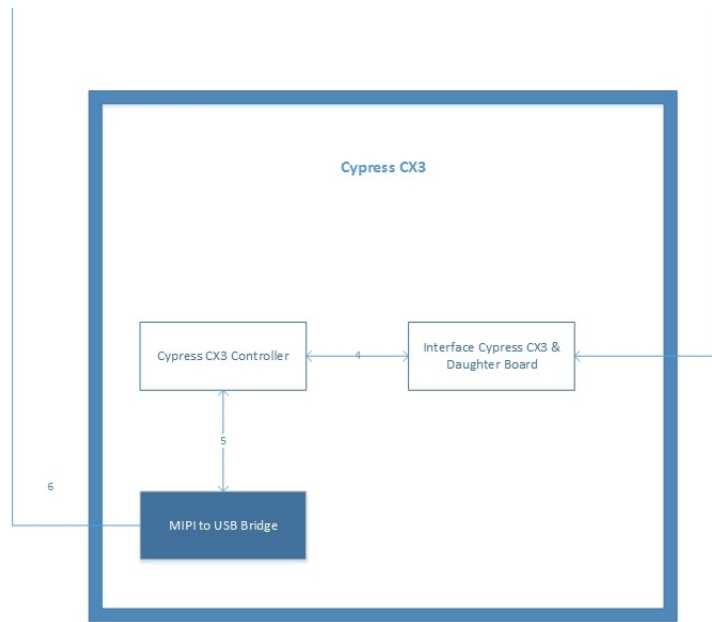 Cypress CX3
Cypress CX3 Controller
4
Interface Cypress CX3 &
Daughter Board
5
6
MIPI to USB Bridge